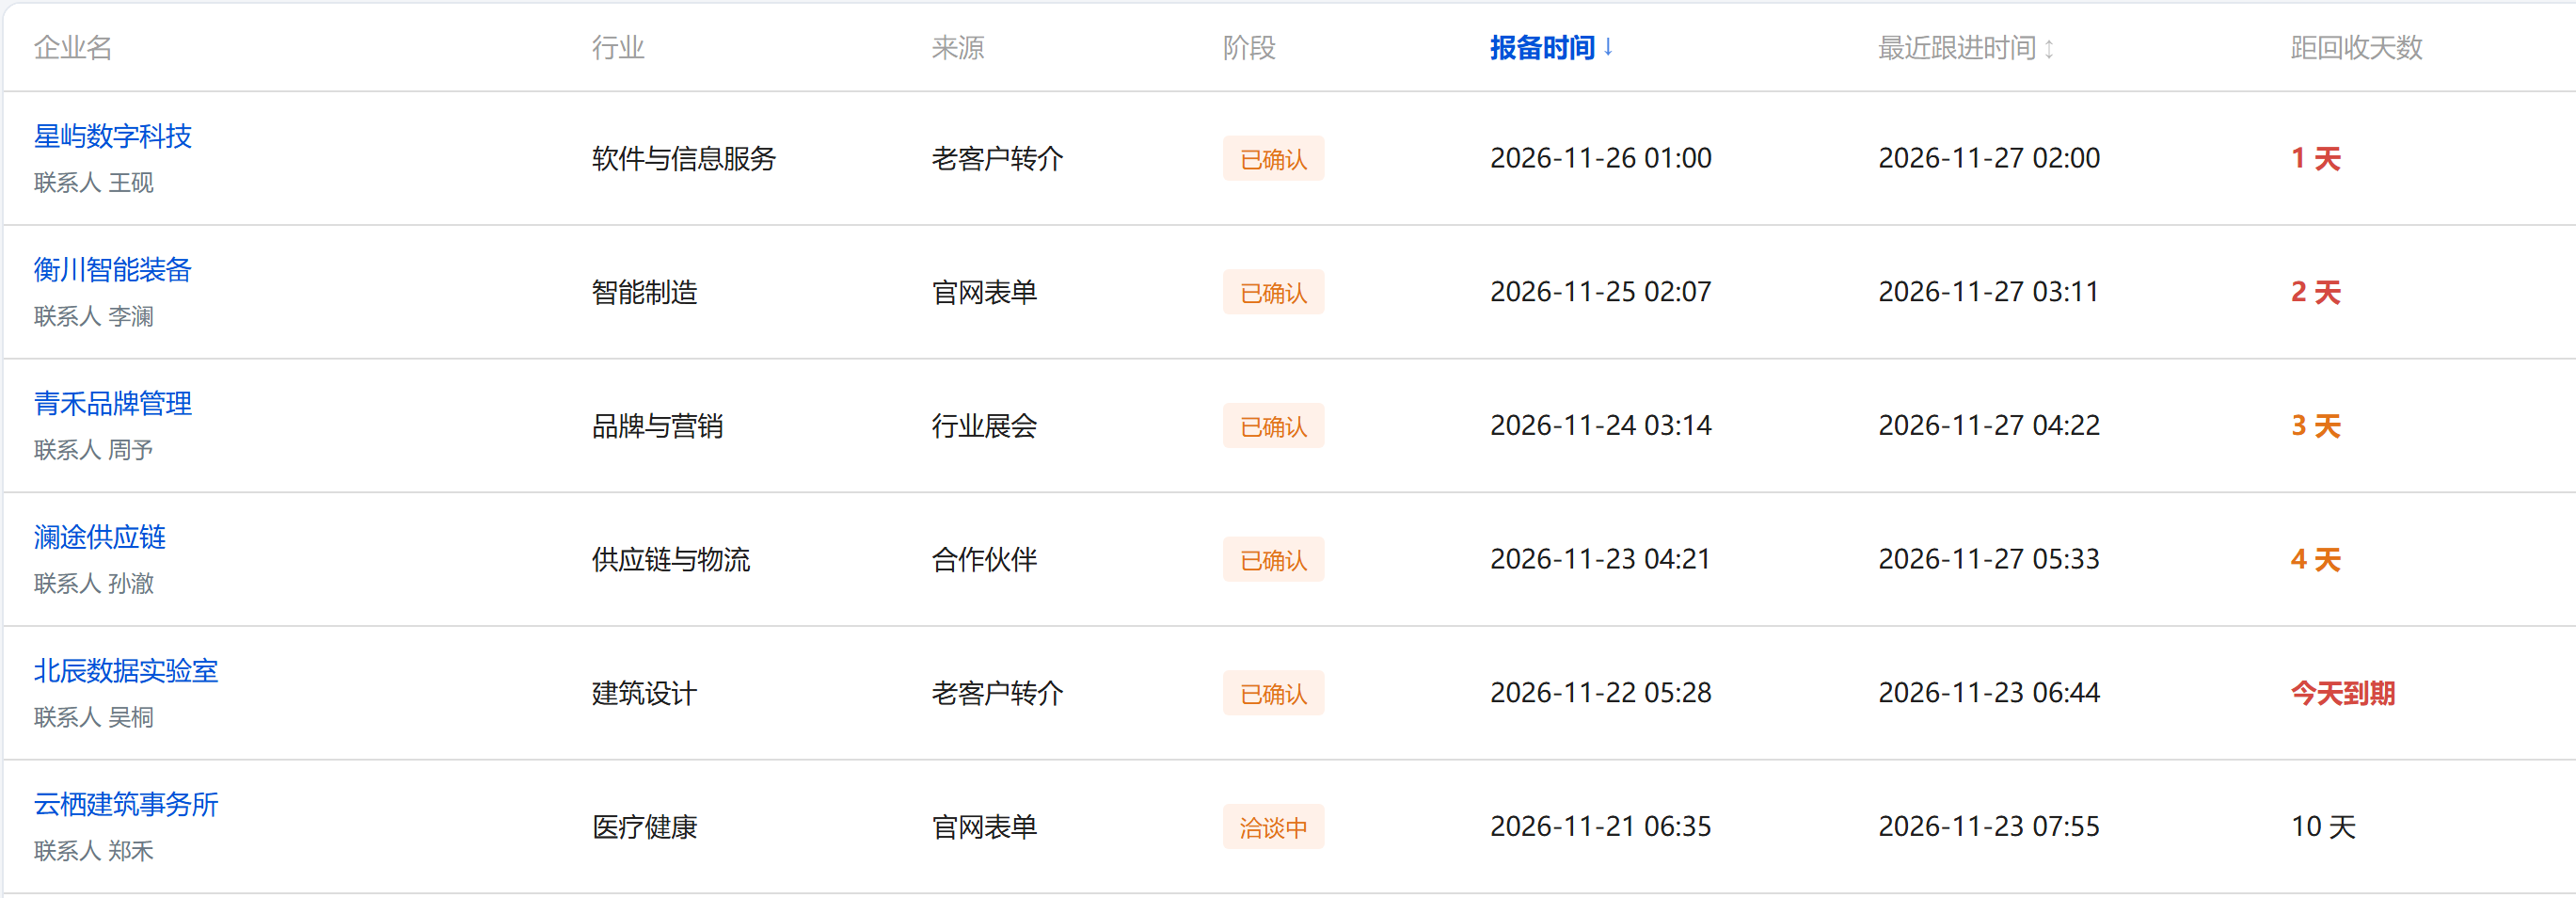 企业名 行业 来源 阶段 报备时间↓ 最近跟进时间↕ 距回收天数
星屿数字科技
联系人 王砚
软件与信息服务 老客户转介 已确认 2026-11-26 01:00 2026-11-27 02:00 1 天
衡川智能装备
联系人 李澜
智能制造 官网表单 已确认 2026-11-25 02:07 2026-11-27 03:11 2 天
青禾品牌管理
联系人 周予
品牌与营销 行业展会 已确认 2026-11-24 03:14 2026-11-27 04:22 3 天
澜途供应链
联系人 孙澈
供应链与物流 合作伙伴 已确认 2026-11-23 04:21 2026-11-27 05:33 4 天
北辰数据实验室
联系人 吴桐
建筑设计 老客户转介 已确认 2026-11-22 05:28 2026-11-23 06:44 今天到期
云栖建筑事务所
联系人 郑禾
医疗健康 官网表单 洽谈中 2026-11-21 06:35 2026-11-23 07:55 10 天